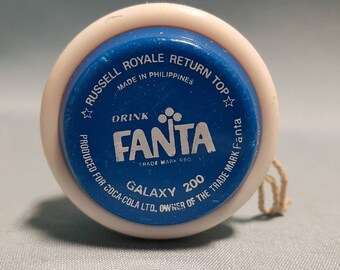 ★ RUSSELL ROYALE RETURN TOP ★
MADE IN PHILIPPINES
DRINK
FANTA
TRADE MARK REG.
GALAXY 200
PRODUCED FOR COCA-COLA LTD. OWNER OF THE TRADE MARK Fanta